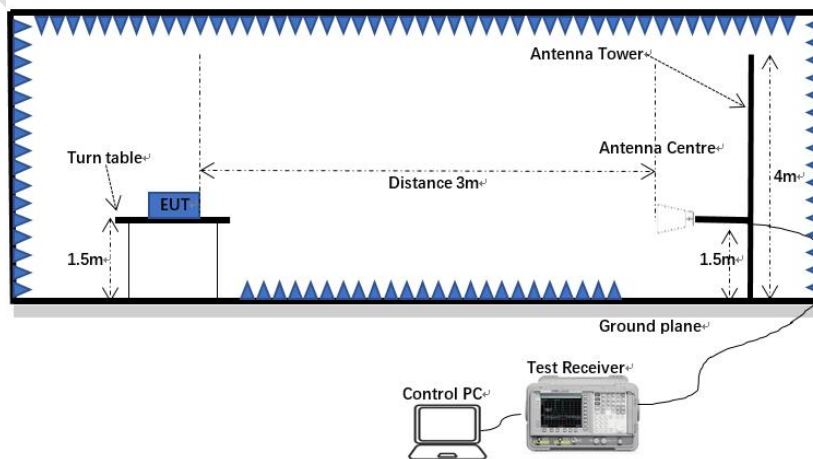 Antenna Tower
Turn table
Antenna Centre
Distance 3m
4m
EUT
1.5m
1.5m
Ground plane
Test Receiver
Control PC